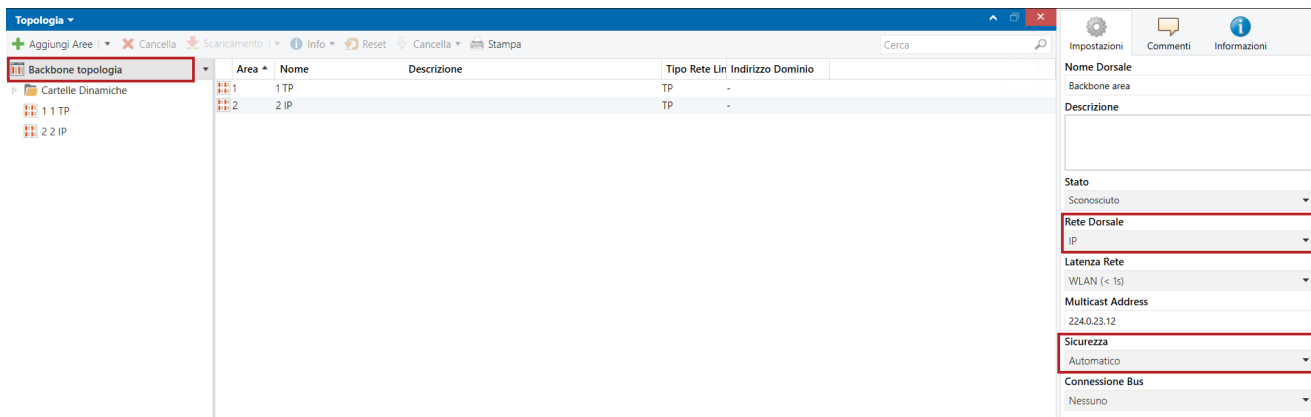 Topologia
Aggiungi Aree Cancella Scaricamento Info Reset Cancella Stampa Cerca
Backbone topologia
Cartelle Dinamiche
1 1 TP
2 2 IP
Area Nome Descrizione Tipo Rete Lin Indirizzo Dominio
1 1 TP TP -
2 2 IP TP -
Impostazioni Commenti Informazioni
Nome Dorsale
Backbone area
Descrizione
Stato
Sconosciuto
Rete Dorsale
IP
Latenza Rete
WLAN (< 1s)
Multicast Address
224.0.23.12
Sicurezza
Automatico
Connessione Bus
Nessuno